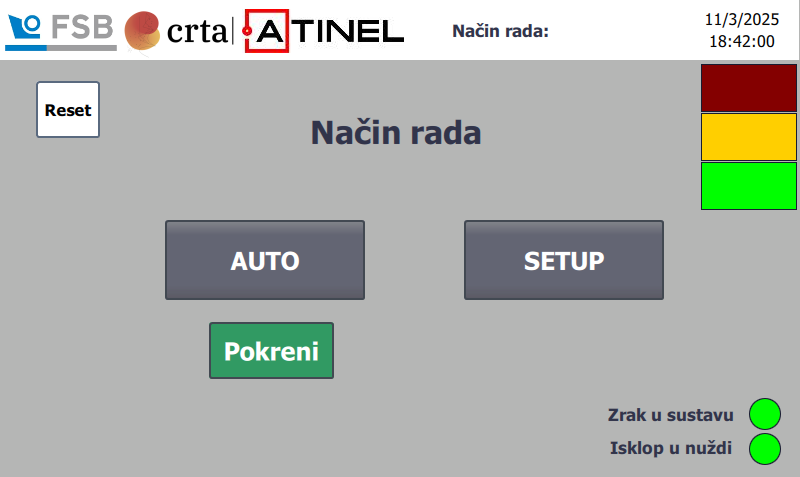 FSB
crta
ATINEL
Način rada:
11/3/2025
18:42:00
Reset
Način rada
AUTO
SETUP
Pokreni
Zrak u sustavu
Isklop u nuždi